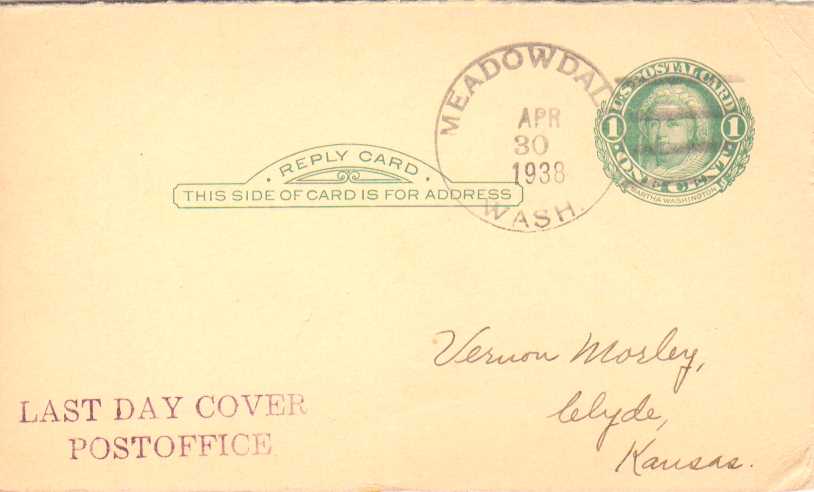 MEADOWDAL
APR
30
1938
WASH.
U.S. POSTAL CARD
1 1
ONE CENT
MARTHA WASHINGTON
REPLY CARD
THIS SIDE OF CARD IS FOR ADDRESS
Vernon Morley,
Clyde,
Kansas.
LAST DAY COVER
POSTOFFICE